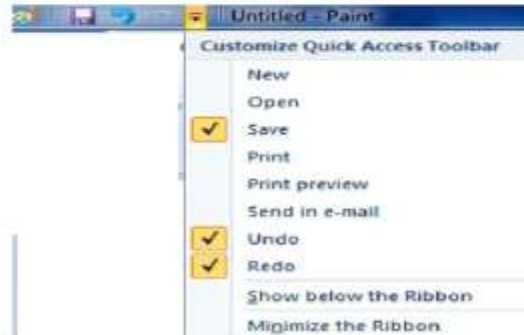 Untitled - Paint
Customize Quick Access Toolbar
New
Open
Save
Print
Print preview
Send in e-mail
Undo
Redo
Show below the Ribbon
Minimize the Ribbon